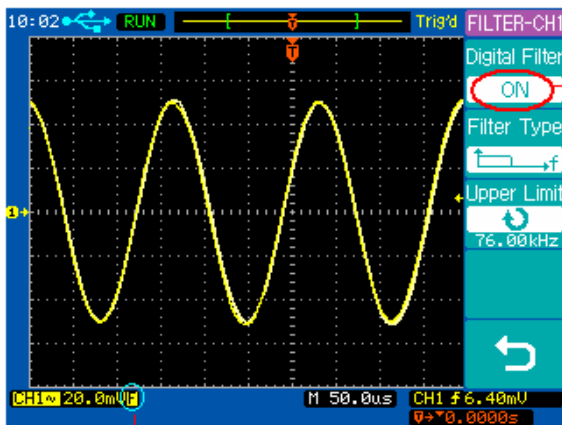 10:02 RUN Trig'd FILTER-CH1
T
T
Digital Filter
ON
Filter Type
f
1
Upper Limit
76.00kHz
CH1~ 20.0mV F M 50.0us CH1 6.40mV
T→▼0.0000s